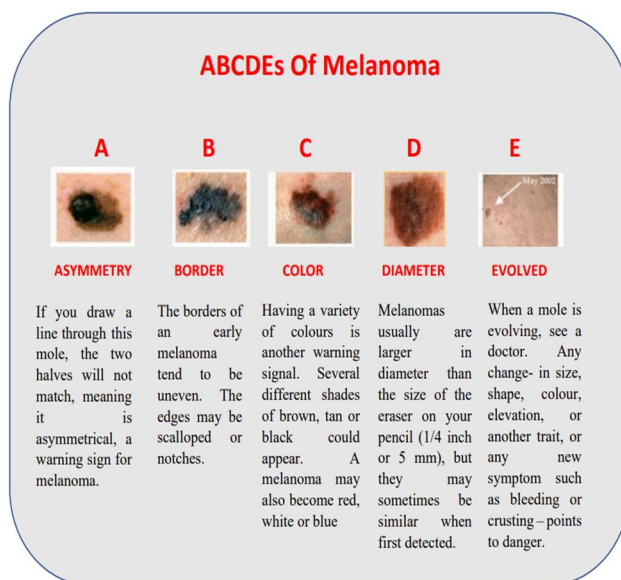 ABCDEs Of Melanoma
A
B
C
D
E
May 2002
ASYMMETRY
BORDER
COLOR
DIAMETER
EVOLVED
If you draw a
line through this
mole, the two
halves will not
match, meaning
it is
asymmetrical, a
warning sign for
melanoma.
The borders of
an early
melanoma
tend to be
uneven. The
edges may be
scalloped or
notches.
Having a variety
of colours is
another warning
signal. Several
different shades
of brown, tan or
black could
appear. A
melanoma may
also become red,
white or blue
Melanomas
usually are
larger in
diameter than
the size of the
eraser on your
pencil (1/4 inch
or 5 mm), but
they may
sometimes be
similar when
first detected.
When a mole is
evolving, see a
doctor. Any
change- in size,
shape, colour,
elevation, or
another trait, or
any new
symptom such
as bleeding or
crusting – points
to danger.